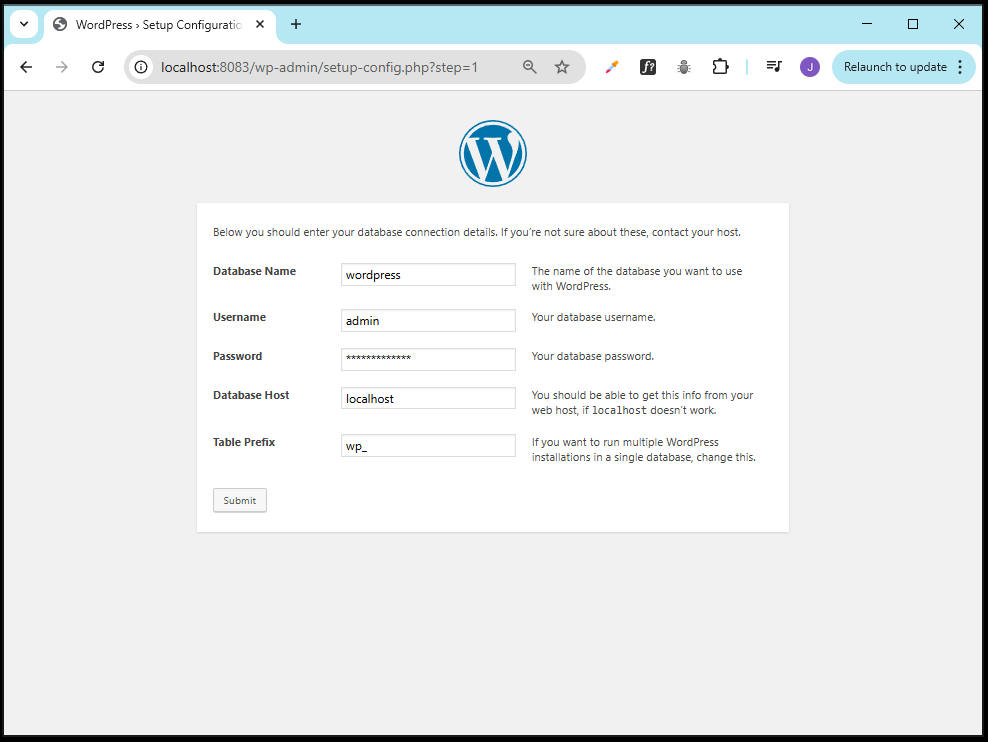 WordPress › Setup Configuratio
localhost:8083/wp-admin/setup-config.php?step=1
f?
J
Relaunch to update
W
Below you should enter your database connection details. If you're not sure about these, contact your host.
Database Name
wordpress
The name of the database you want to use
with WordPress.
Username
admin
Your database username.
Password
*************
Your database password.
Database Host
localhost
You should be able to get this info from your
web host, if localhost doesn't work.
Table Prefix
wp_
If you want to run multiple WordPress
installations in a single database, change this.
Submit